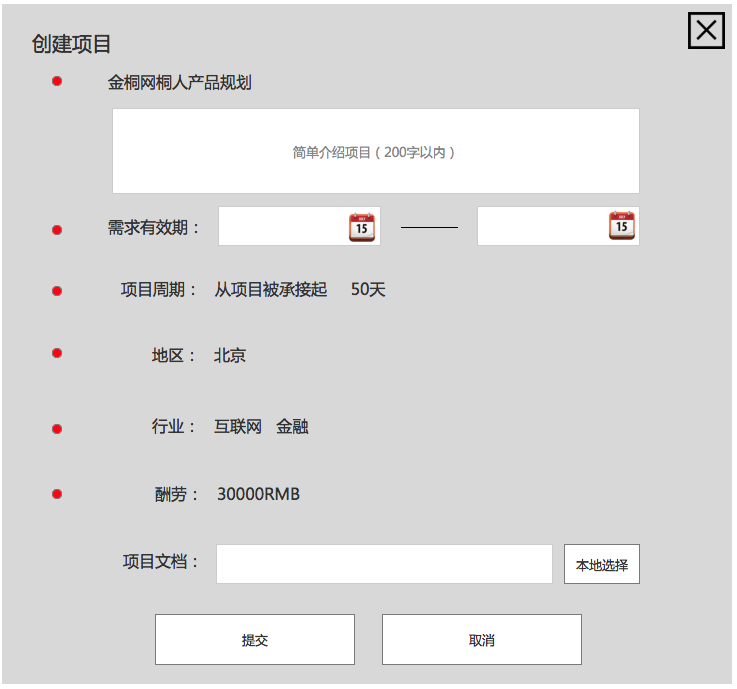 创建项目
金桐网桐人产品规划
简单介绍项目（200字以内）
需求有效期： 15 15
项目周期： 从项目被承接起 50天
地区： 北京
行业： 互联网 金融
酬劳： 30000RMB
项目文档： 本地选择
提交 取消